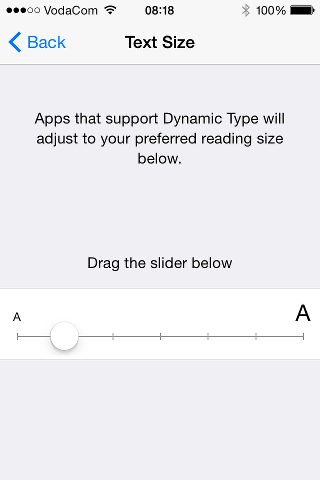 VodaCom 08:18 100%
Back Text Size
Apps that support Dynamic Type will
adjust to your preferred reading size
below.
Drag the slider below
A A